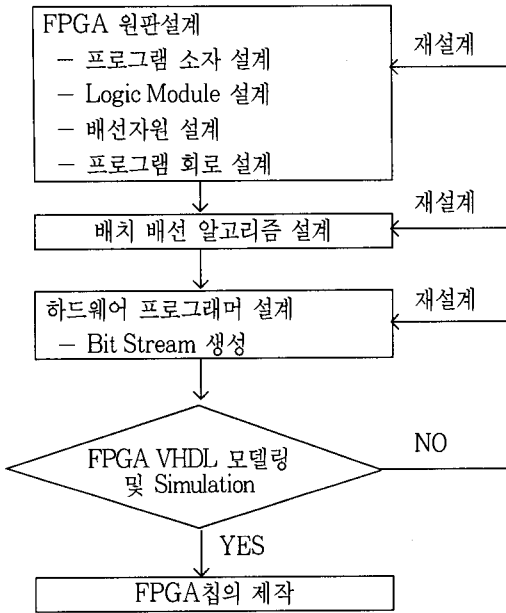 FPGA 원판설계
재설계
– 프로그램 소자 설계
– Logic Module 설계
– 배선자원 설계
– 프로그램 회로 설계
재설계
배치 배선 알고리즘 설계
하드웨어 프로그래머 설계
재설계
– Bit Stream 생성
FPGA VHDL 모델링
및 Simulation
NO
YES
FPGA칩의 제작